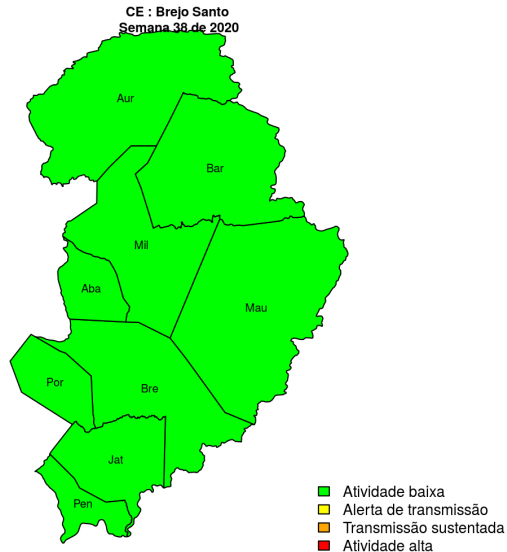 CE : Brejo Santo
Semana 38 de 2020
Aur
Bar
Mil
Aba
Mau
Por
Bre
Jat
Pen
Atividade baixa
Alerta de transmissão
Transmissão sustentada
Atividade alta